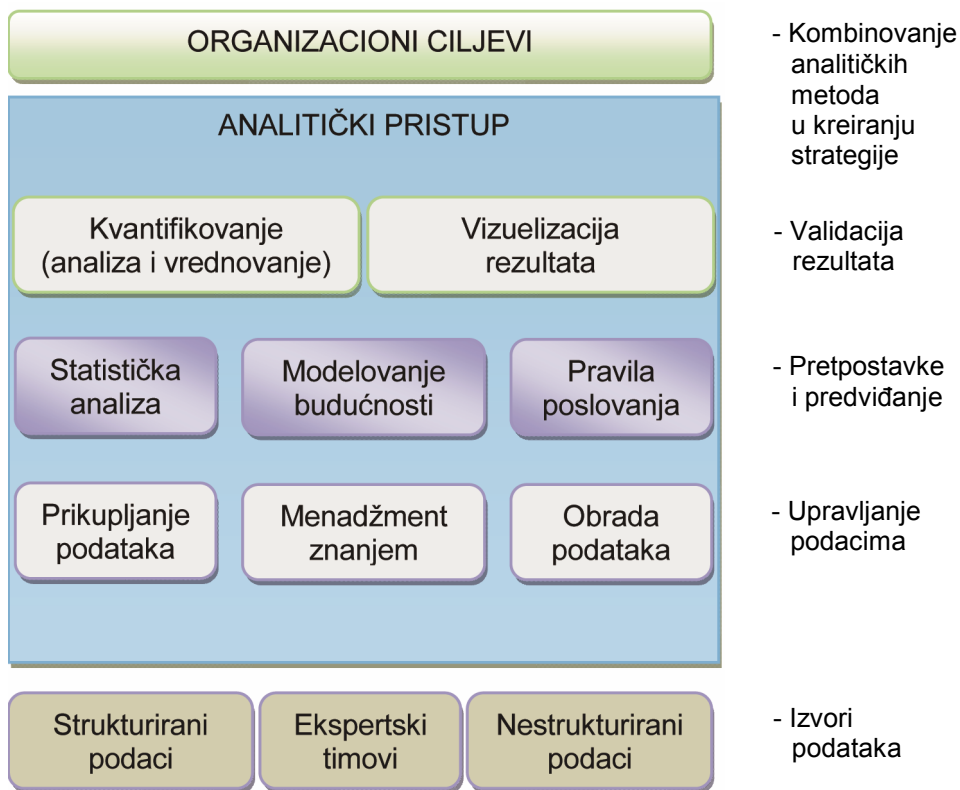 ORGANIZACIONI CILJEVI
- Kombinovanje
analitičkih
metoda
u kreiranju
strategije
ANALITIČKI PRISTUP
Kvantifikovanje
(analiza i vrednovanje)
Vizuelizacija
rezultata
- Validacija
rezultata
Statistička
analiza
Modelovanje
budućnosti
Pravila
poslovanja
- Pretpostavke
i predviđanje
Prikupljanje
podataka
Menadžment
znanjem
Obrada
podataka
- Upravljanje
podacima
Strukturirani
podaci
Ekspertski
timovi
Nestrukturirani
podaci
- Izvori
podataka